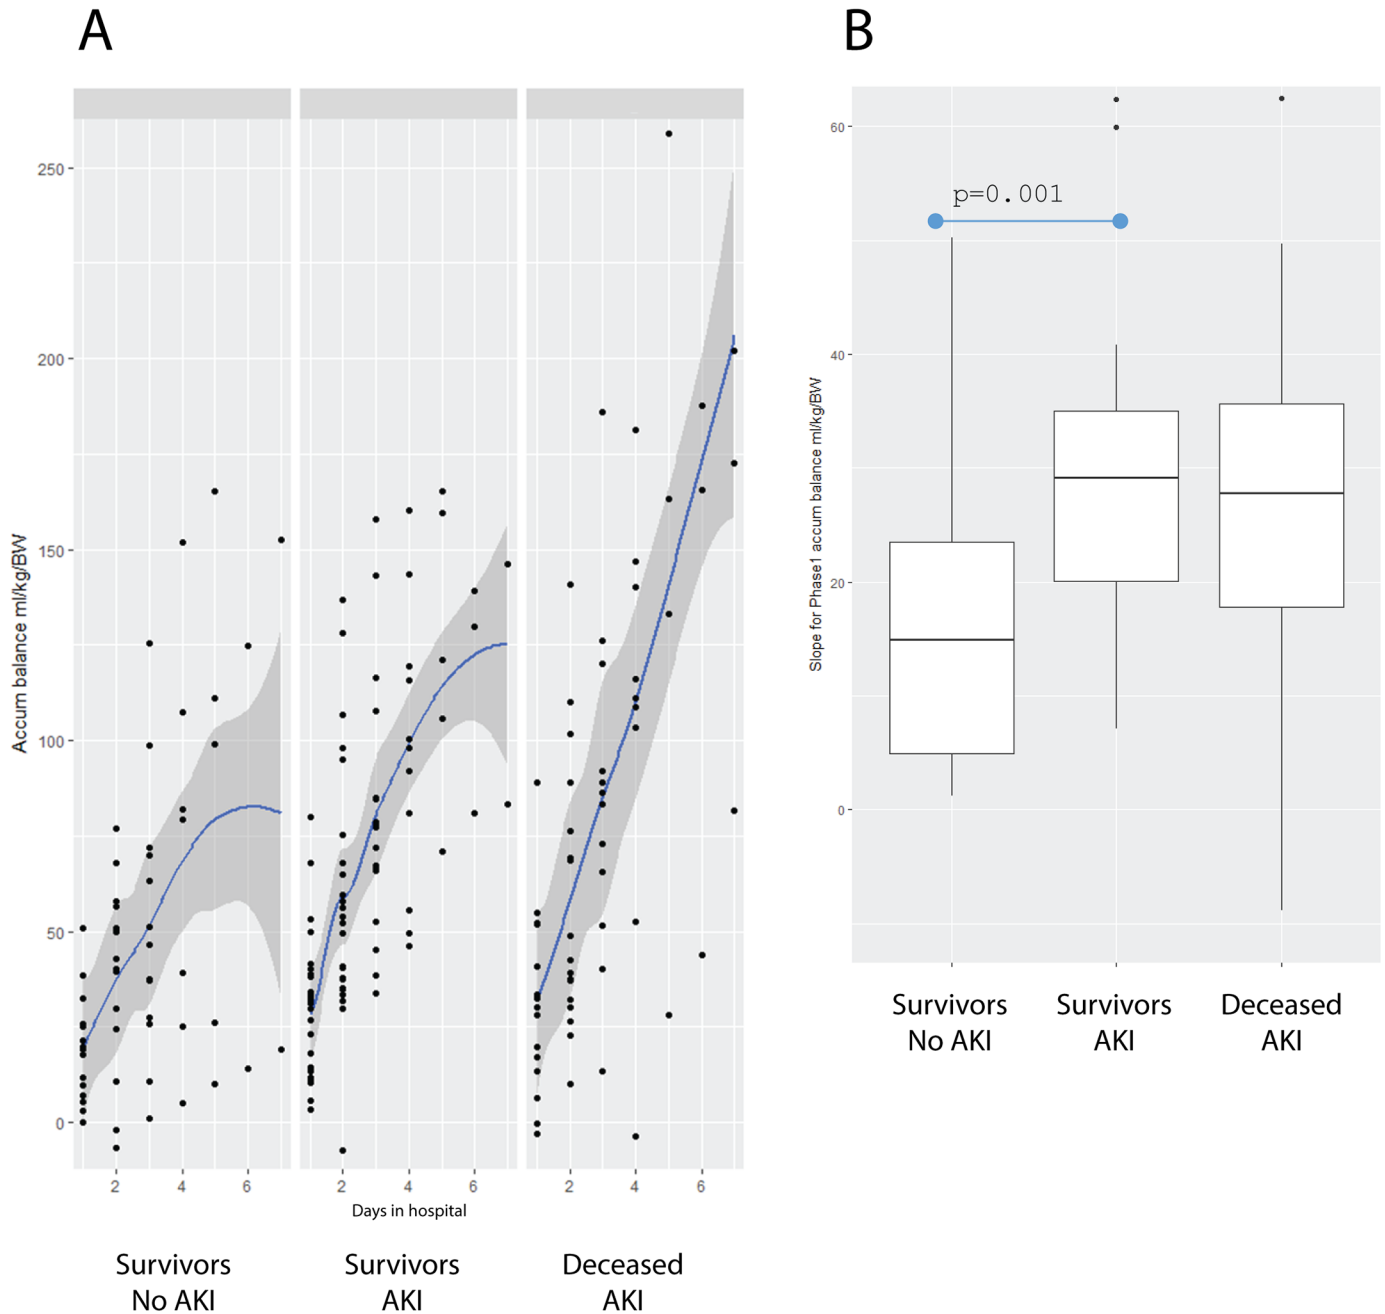 A
B
250
200
150
100
50
0
Accum balance ml/kg/BW
2 4 6
2 4 6
2 4 6
Days in hospital
Survivors
No AKI
Survivors
AKI
Deceased
AKI
60
40
20
0
Slope for Phase1 accum balance ml/kg/BW
p=0.001
Survivors
No AKI
Survivors
AKI
Deceased
AKI